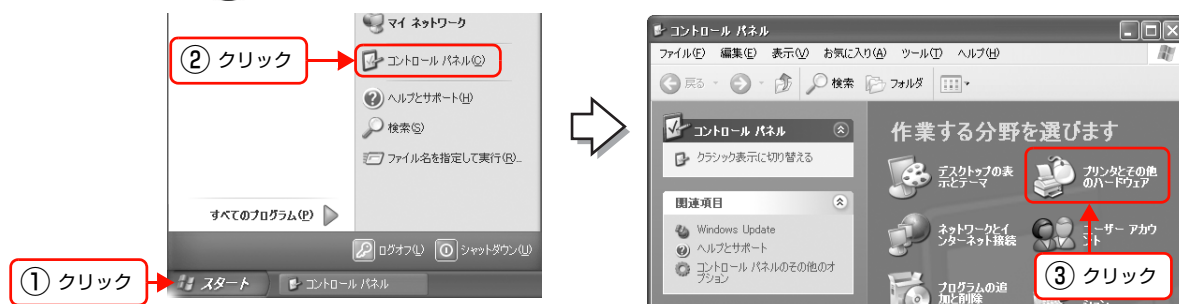 マイ ネットワーク
② クリック
コントロール パネル(C)
ヘルプとサポート(H)
検索(S)
ファイル名を指定して実行(R)...
すべてのプログラム(P)
ログオフ(L)
シャットダウン(U)
① クリック
スタート
コントロール パネル
コントロール パネル
ファイル(F) 編集(E) 表示(V) お気に入り(A) ツール(T) ヘルプ(H)
戻る
検索
フォルダ
コントロール パネル
クラシック表示に切り替える
関連項目
Windows Update
ヘルプとサポート
コントロール パネルのその他のオ
プション
作業する分野を選びます
デスクトップの表
示とテーマ
プリンタとその他
のハードウェア
ネットワークとイ
ンターネット接続
ユーザー アカウ
ント
プログラムの追
加と削除
③ クリック